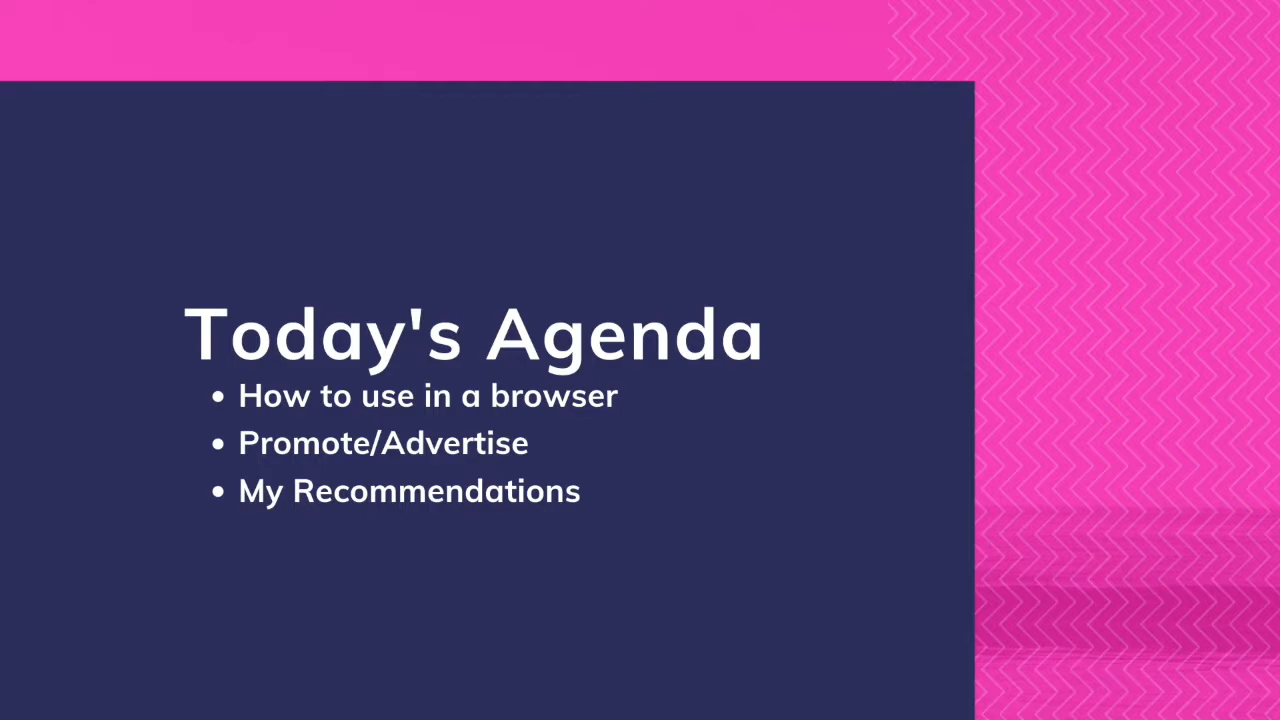 Today's Agenda
• How to use in a browser
• Promote/Advertise
• My Recommendations